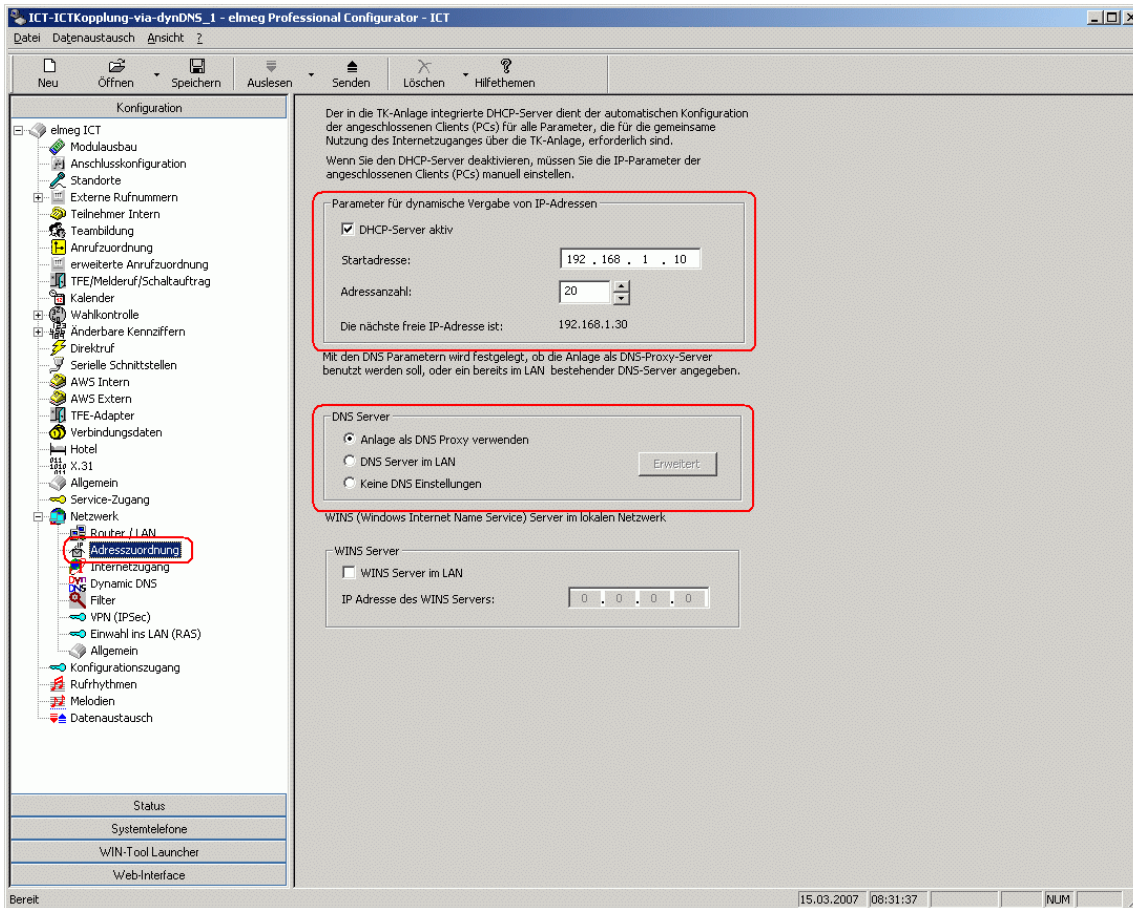 ICT-ICTKopplung-via-dynDNS_1 - elmeg Professional Configurator - ICT
Datei Datenaustausch Ansicht ?
Neu Öffnen Speichern Auslesen Senden Löschen Hilfethemen
Konfiguration
elmeg ICT
Modulausbau
Anschlusskonfiguration
Standorte
Externe Rufnummern
Teilnehmer Intern
Teambildung
Anrufzuordnung
erweiterte Anrufzuordnung
TFE/Melderuf/Schaltauftrag
Kalender
Wahlkontrolle
Änderbare Kennziffern
Direktruf
Serielle Schnittstellen
AWS Intern
AWS Extern
TFE-Adapter
Verbindungsdaten
Hotel
X.31
Allgemein
Service-Zugang
Netzwerk
Router / LAN
Adresszuordnung
Internetzugang
Dynamic DNS
Filter
VPN (IPSec)
Einwahl ins LAN (RAS)
Allgemein
Konfigurationszugang
Rufrhythmen
Melodien
Datenaustausch
Status
Systemtelefone
WIN-Tool Launcher
Web-Interface
Der in die TK-Anlage integrierte DHCP-Server dient der automatischen Konfiguration
der angeschlossenen Clients (PCs) für alle Parameter, die für die gemeinsame
Nutzung des Internetzuganges über die TK-Anlage, erforderlich sind.
Wenn Sie den DHCP-Server deaktivieren, müssen Sie die IP-Parameter der
angeschlossenen Clients (PCs) manuell einstellen.
Parameter für dynamische Vergabe von IP-Adressen
DHCP-Server aktiv
Startadresse: 192 . 168 . 1 . 10
Adressanzahl: 20
Die nächste freie IP-Adresse ist: 192.168.1.30
Mit den DNS Parametern wird festgelegt, ob die Anlage als DNS-Proxy-Server
benutzt werden soll, oder ein bereits im LAN bestehender DNS-Server angegeben.
DNS Server
Anlage als DNS Proxy verwenden
DNS Server im LAN
Erweitert
Keine DNS Einstellungen
WINS (Windows Internet Name Service) Server im lokalen Netzwerk
WINS Server
WINS Server im LAN
IP Adresse des WINS Servers: 0 . 0 . 0 . 0
Bereit
15.03.2007 08:31:37 NUM